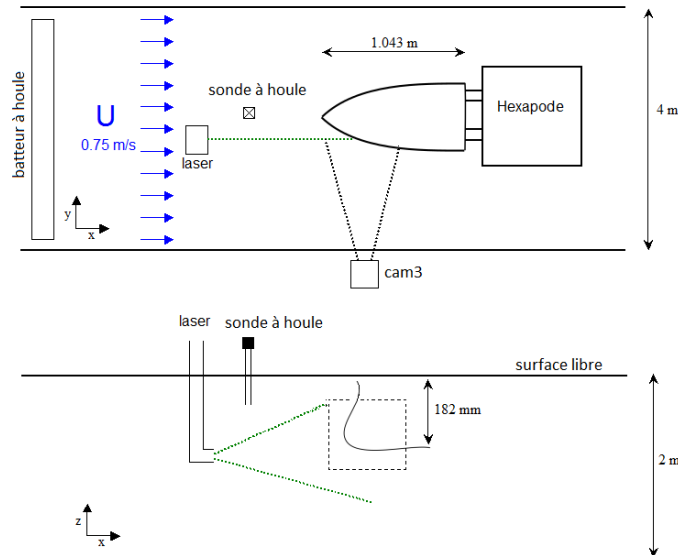 1.043 m
batteur à houle
sonde à houle
U
0.75 m/s
laser
Hexapode
4 m
y
x
cam3
laser
sonde à houle
surface libre
182 mm
2 m
z
x